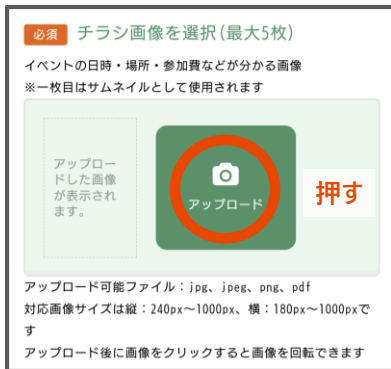 必須 チラシ画像を選択(最大5枚)
イベントの日時・場所・参加費などが分かる画像
※一枚目はサムネイルとして使用されます
アップロー
ドした画像
が表示され
ます。
アップロード
押す
アップロード可能ファイル：jpg、jpeg、png、pdf
対応画像サイズは縦：240px～1000px、横：180px～1000pxで
す
アップロード後に画像をクリックすると画像を回転できます